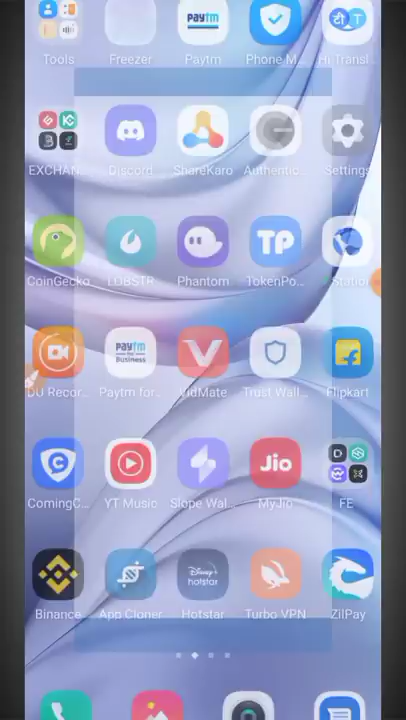 paytm
Tools Freezer Paytm Phone M... Hi Transl...
EXCHAN... Discord ShareKaro Authentic... Settings
TP
CoinGecko LOBSTR Phantom TokenPo... Station
paytm
Business
DU Recor... Paytm for... VidMate Trust Wall... Flipkart
Jio
ComingC... YT Music Slope Wal... MyJio FE
Disney+
hotstar
Binance App Cloner Hotstar Turbo VPN ZilPay